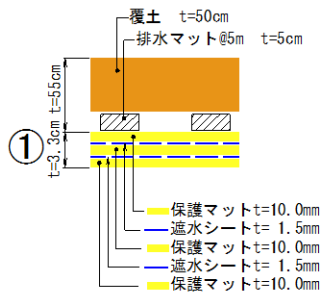 覆土 t=50cm
排水マット@5m t=5cm
t=55cm
①
t=3.3cm
保護マットt=10.0mm
遮水シートt= 1.5mm
保護マットt=10.0mm
遮水シートt= 1.5mm
保護マットt=10.0mm